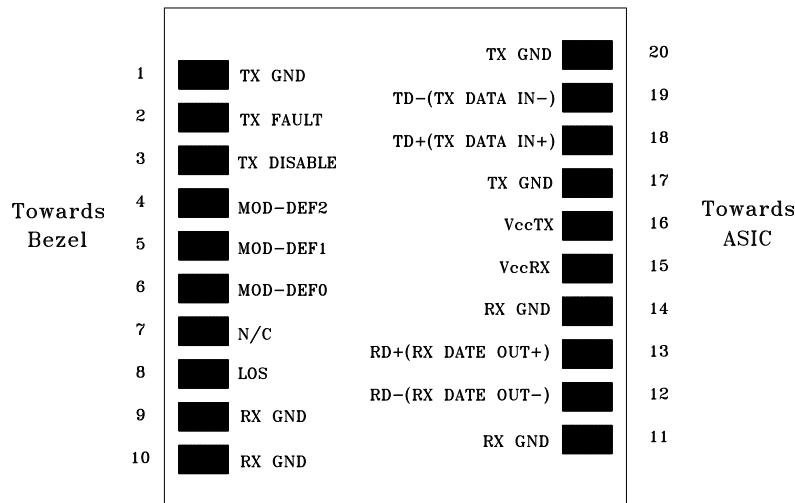 Towards
Bezel
1 TX GND
2 TX FAULT
3 TX DISABLE
4 MOD-DEF2
5 MOD-DEF1
6 MOD-DEF0
7 N/C
8 LOS
9 RX GND
10 RX GND
TX GND 20
TD-(TX DATA IN-) 19
TD+(TX DATA IN+) 18
TX GND 17
VccTX 16
VccRX 15
RX GND 14
RD+(RX DATE OUT+) 13
RD-(RX DATE OUT-) 12
RX GND 11
Towards
ASIC